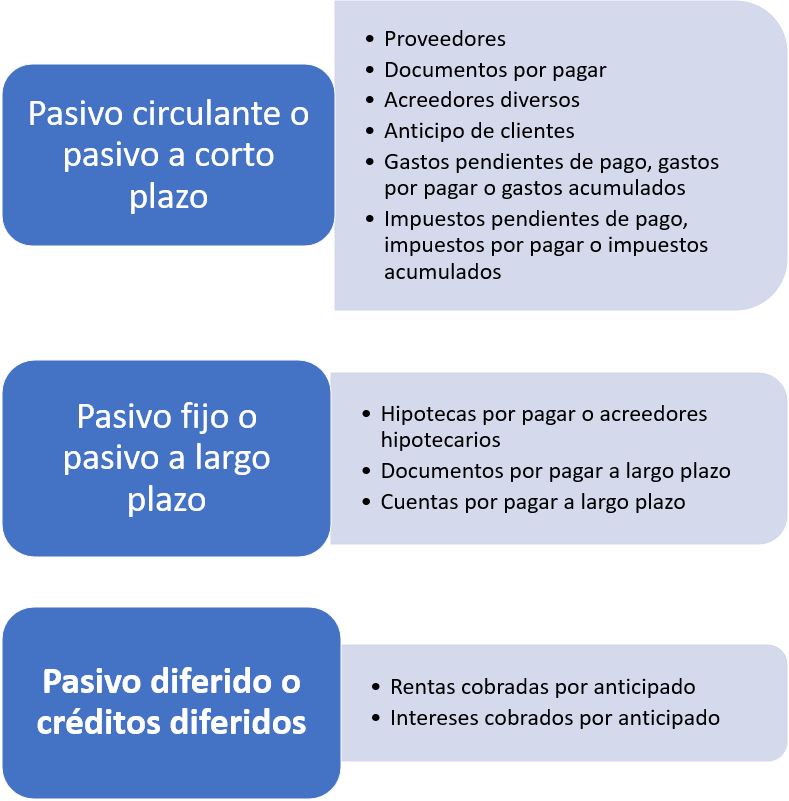 Pasivo circulante o
pasivo a corto
plazo
• Proveedores
• Documentos por pagar
• Acreedores diversos
• Anticipo de clientes
• Gastos pendientes de pago, gastos
por pagar o gastos acumulados
• Impuestos pendientes de pago,
impuestos por pagar o impuestos
acumulados
Pasivo fijo o
pasivo a largo
plazo
• Hipotecas por pagar o acreedores
hipotecarios
• Documentos por pagar a largo plazo
• Cuentas por pagar a largo plazo
Pasivo diferido o
créditos diferidos
• Rentas cobradas por anticipado
• Intereses cobrados por anticipado